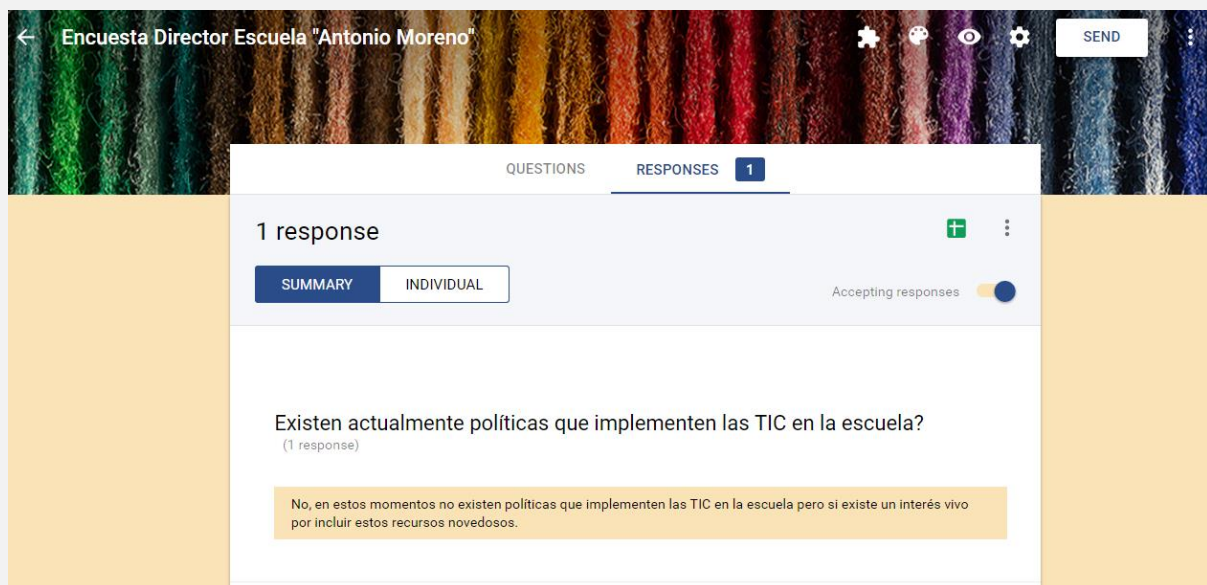 Encuesta Director Escuela "Antonio Moreno"
SEND
QUESTIONS
RESPONSES 1
1 response
SUMMARY
INDIVIDUAL
Accepting responses
Existen actualmente políticas que implementen las TIC en la escuela?
(1 response)
No, en estos momentos no existen políticas que implementen las TIC en la escuela pero si existe un interés vivo
por incluir estos recursos novedosos.